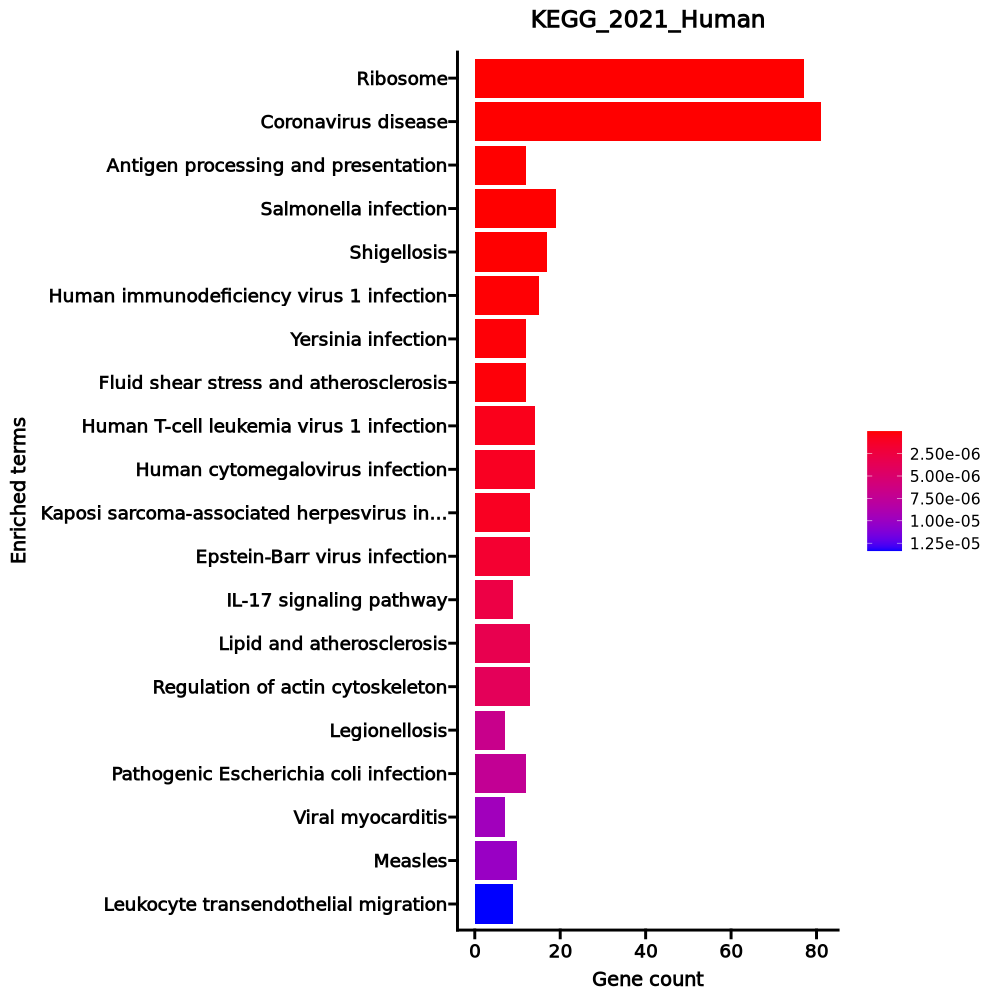 KEGG_2021_Human
Ribosome
Coronavirus disease
Antigen processing and presentation
Salmonella infection
Shigellosis
Human immunodeficiency virus 1 infection
Yersinia infection
Fluid shear stress and atherosclerosis
Human T-cell leukemia virus 1 infection
Human cytomegalovirus infection
Kaposi sarcoma-associated herpesvirus in...
Epstein-Barr virus infection
IL-17 signaling pathway
Lipid and atherosclerosis
Regulation of actin cytoskeleton
Legionellosis
Pathogenic Escherichia coli infection
Viral myocarditis
Measles
Leukocyte transendothelial migration
Enriched terms
0 20 40 60 80
Gene count
2.50e-06
5.00e-06
7.50e-06
1.00e-05
1.25e-05